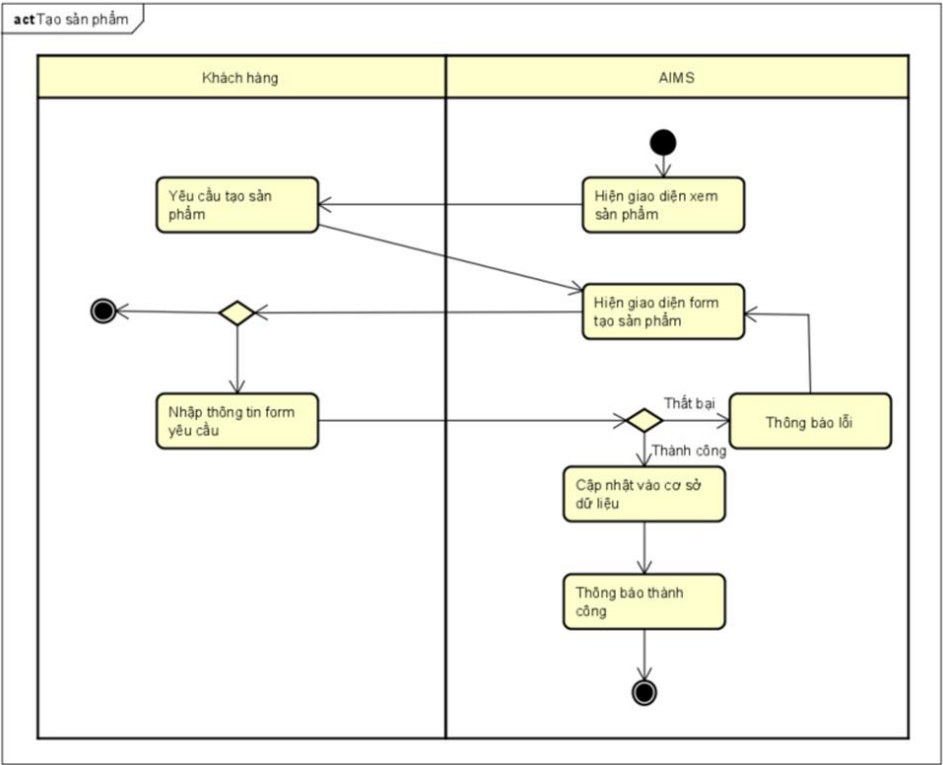 act Tạo sản phẩm
Khách hàng
AIMS
Yêu cầu tạo sản
phẩm
Hiện giao diện xem
sản phẩm
Hiện giao diện form
tạo sản phẩm
Nhập thông tin form
yêu cầu
Thất bại
Thông báo lỗi
Thành công
Cập nhật vào cơ sở
dữ liệu
Thông báo thành
công